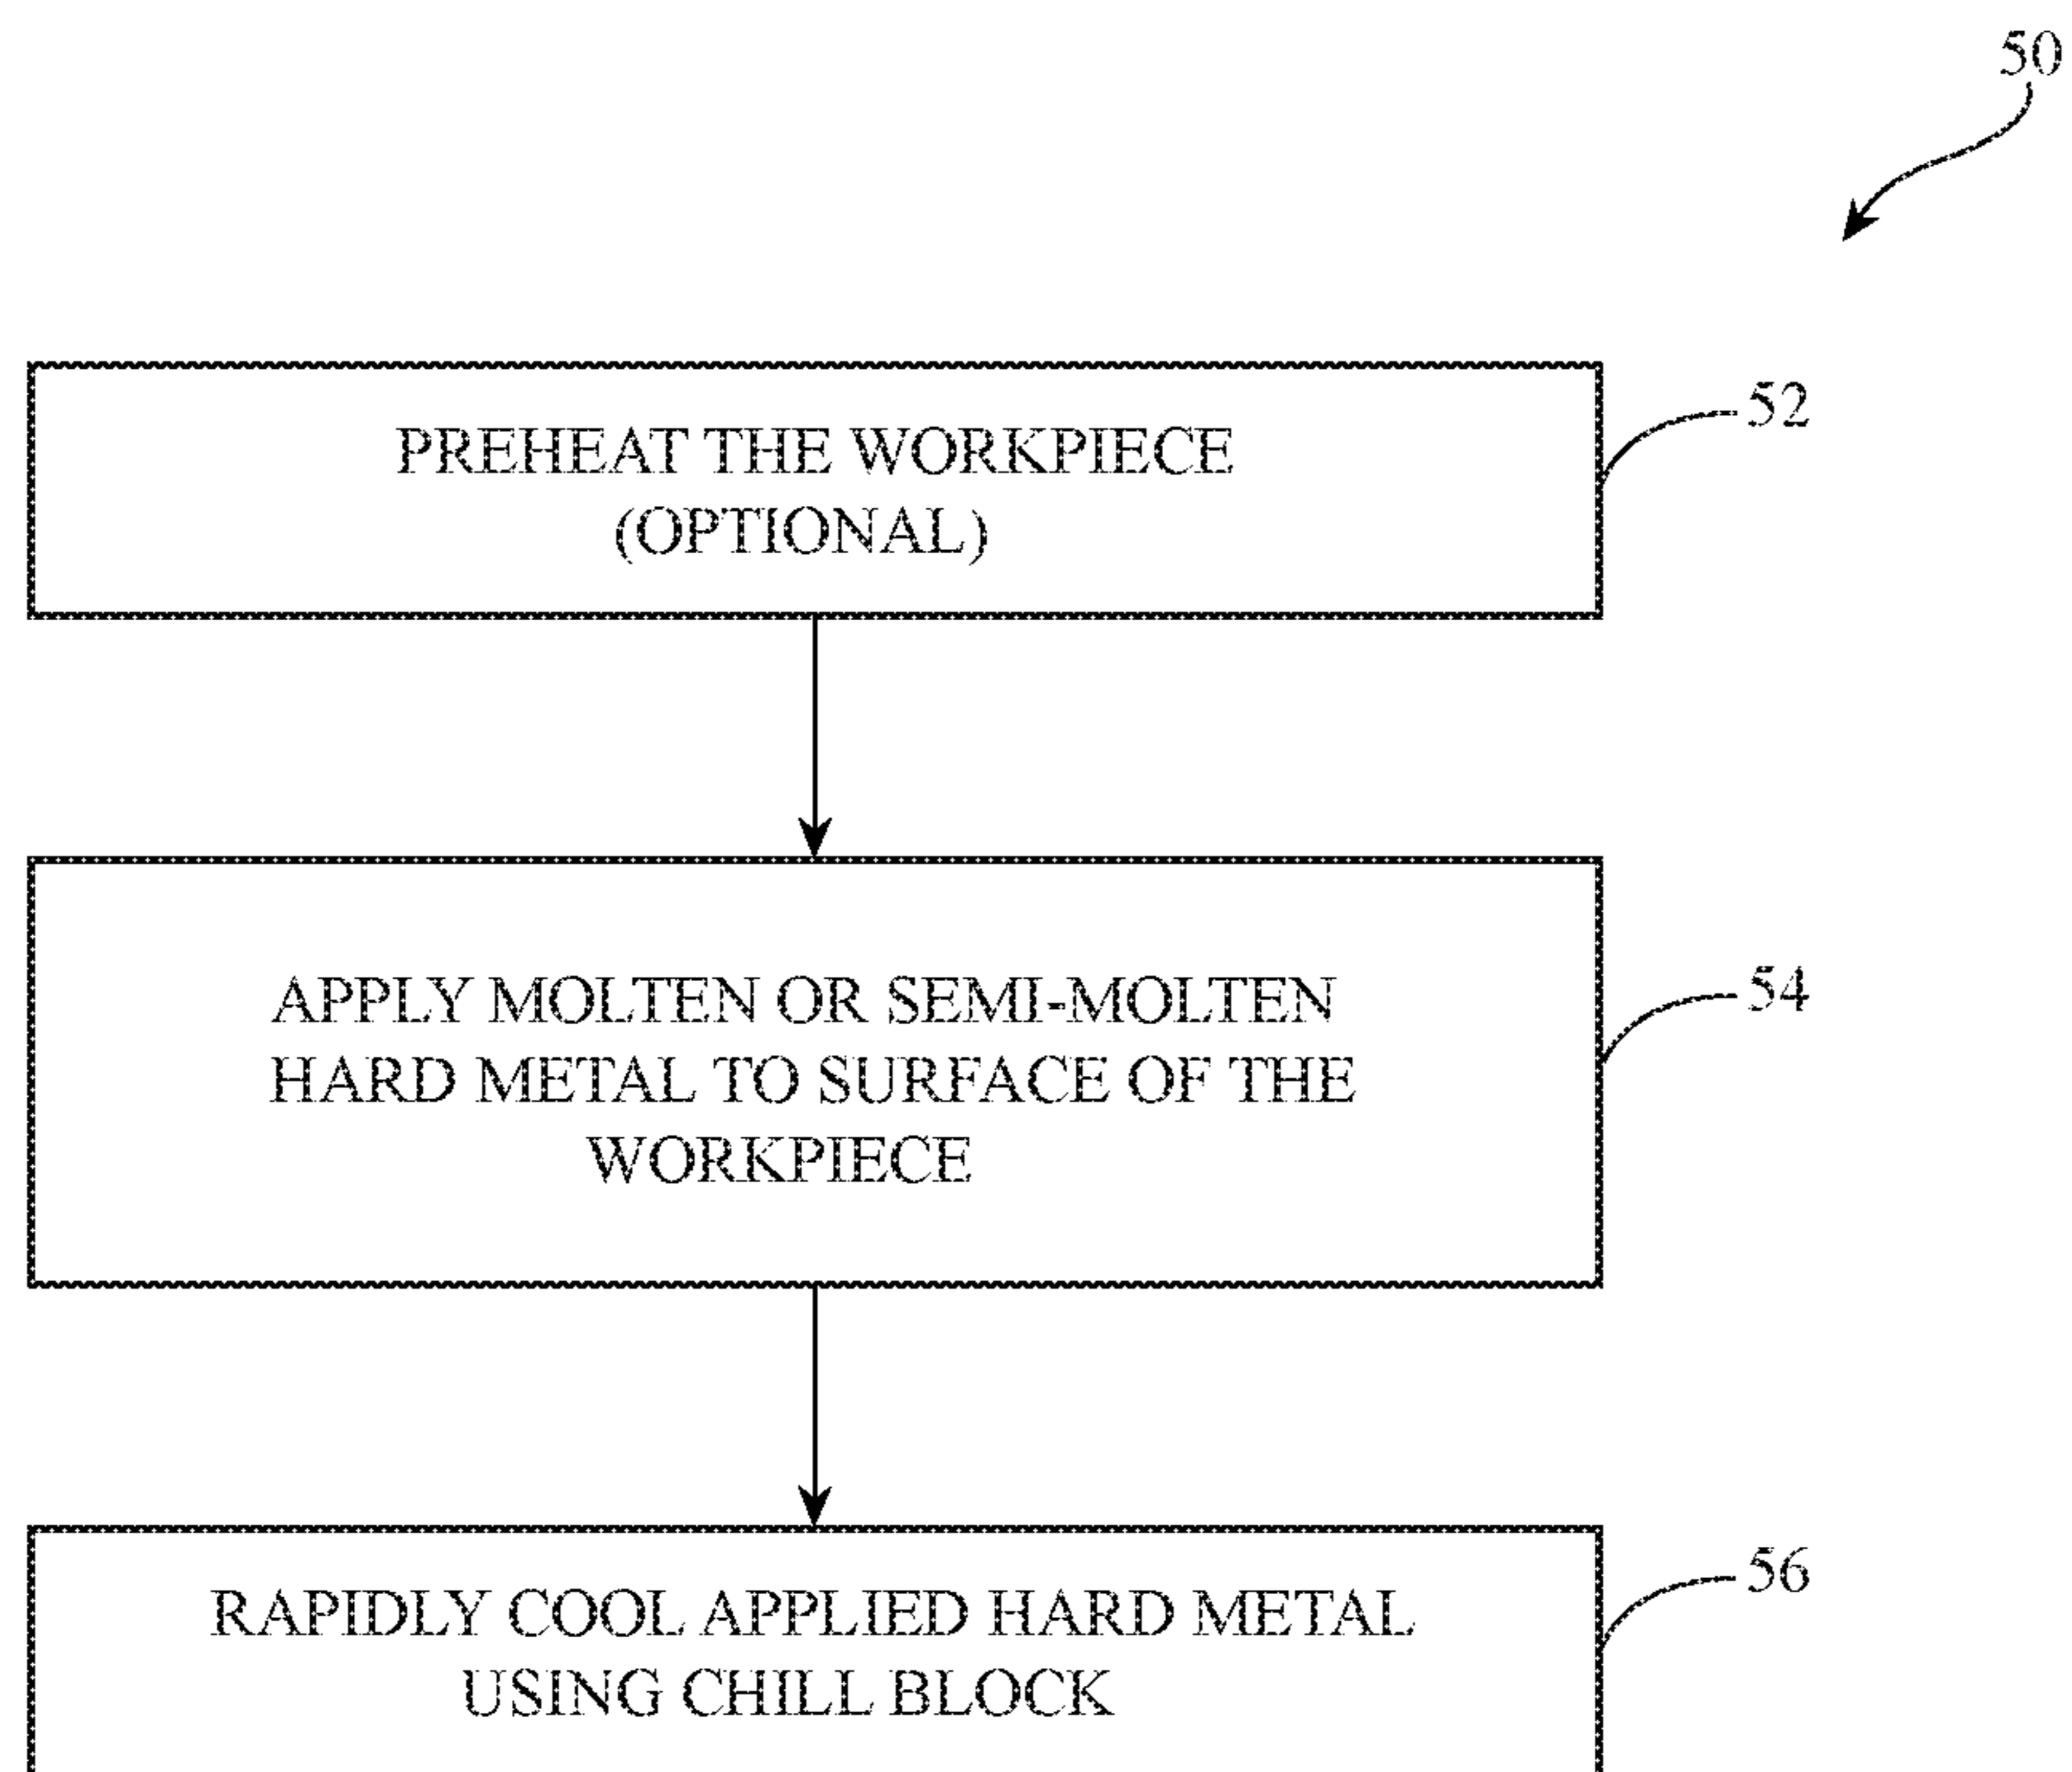 50
PREHEAT THE WORKPIECE
(OPTIONAL)
52
APPLY MOLTEN OR SEMI-MOLTEN
HARD METAL TO SURFACE OF THE
WORKPIECE
54
RAPIDLY COOL APPLIED HARD METAL
USING CHILL BLOCK
56